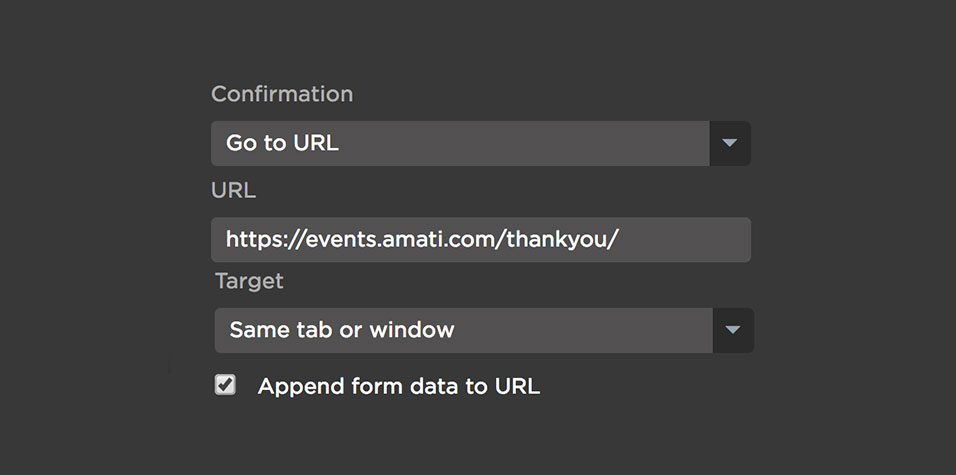 Confirmation
Go to URL
URL
https://events.amati.com/thankyou/
Target
Same tab or window
Append form data to URL